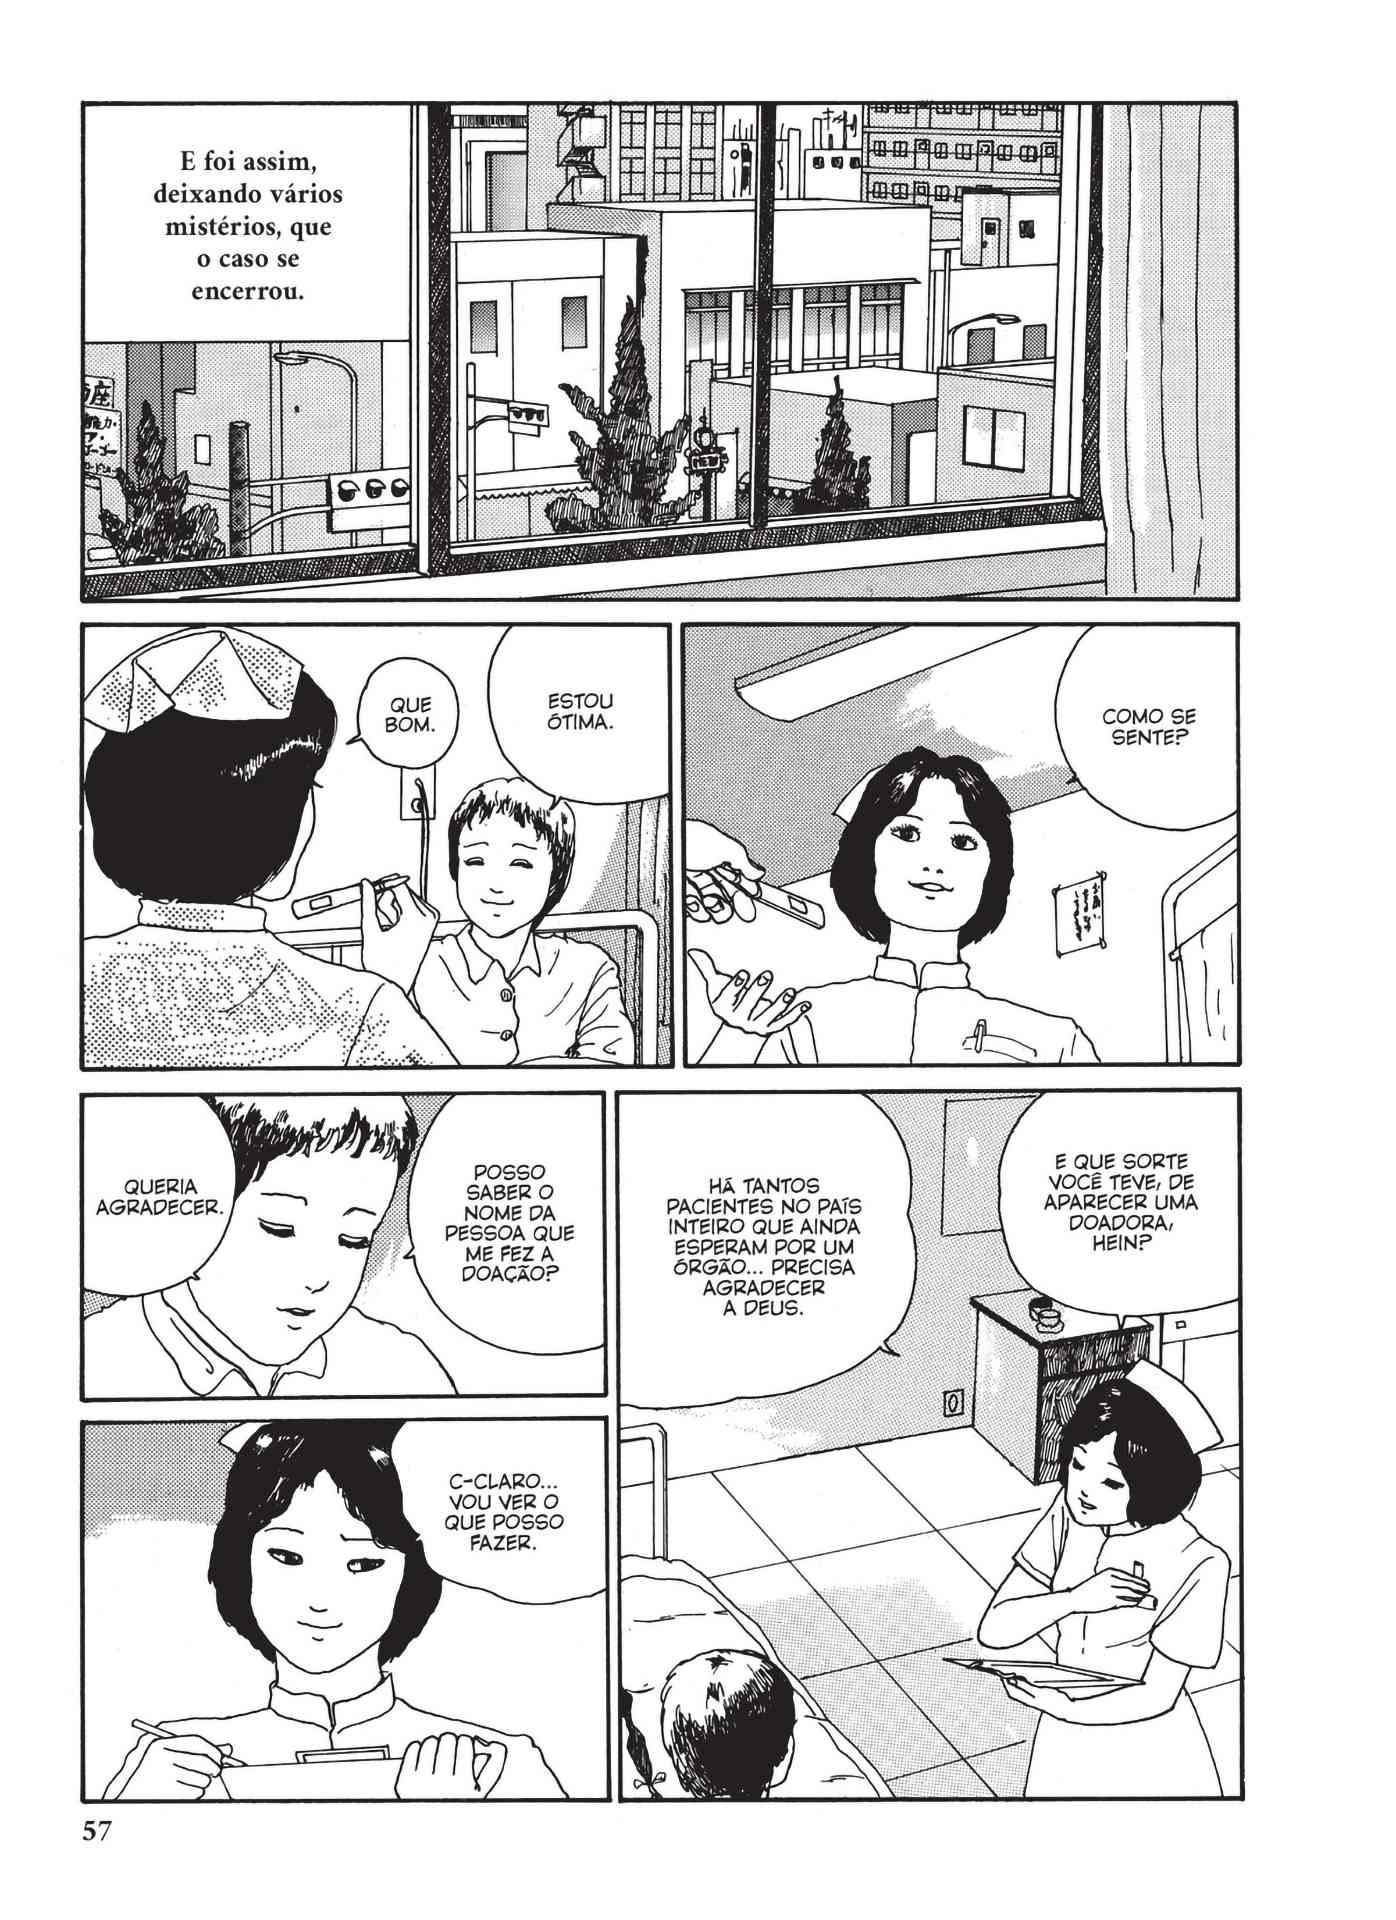 E foi assim,
deixando vários
mistérios, que
o caso se
encerrou.
座
NEW
COMO SE
SENTE?
ESTOU
ÓTIMA.
QUE
BOM.
E QUE SORTE
VOCÊ TEVE, DE
APARECER UMA
DOADORA,
HEIN?
HÁ TANTOS
PACIENTES NO PAÍS
INTEIRO QUE AINDA
ESPERAM POR UM
ÓRGÃO... PRECISA
AGRADECER
A DEUS.
POSSO
SABER O
NOME DA
PESSOA QUE
ME FEZ A
DOAÇÃO?
QUERIA
AGRADECER.
C-CLARO...
VOU VER O
QUE POSSO
FAZER.
57